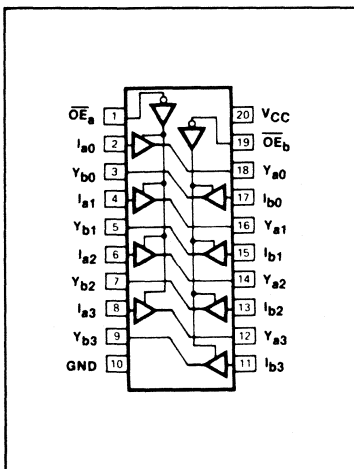 OEa 1 20 VCC
Ia0 2 19 OEb
Yb0 3 18 Ya0
Ia1 4 17 Ib0
Yb1 5 16 Ya1
Ia2 6 15 Ib1
Yb2 7 14 Ya2
Ia3 8 13 Ib2
Yb3 9 12 Ya3
GND 10 11 Ib3